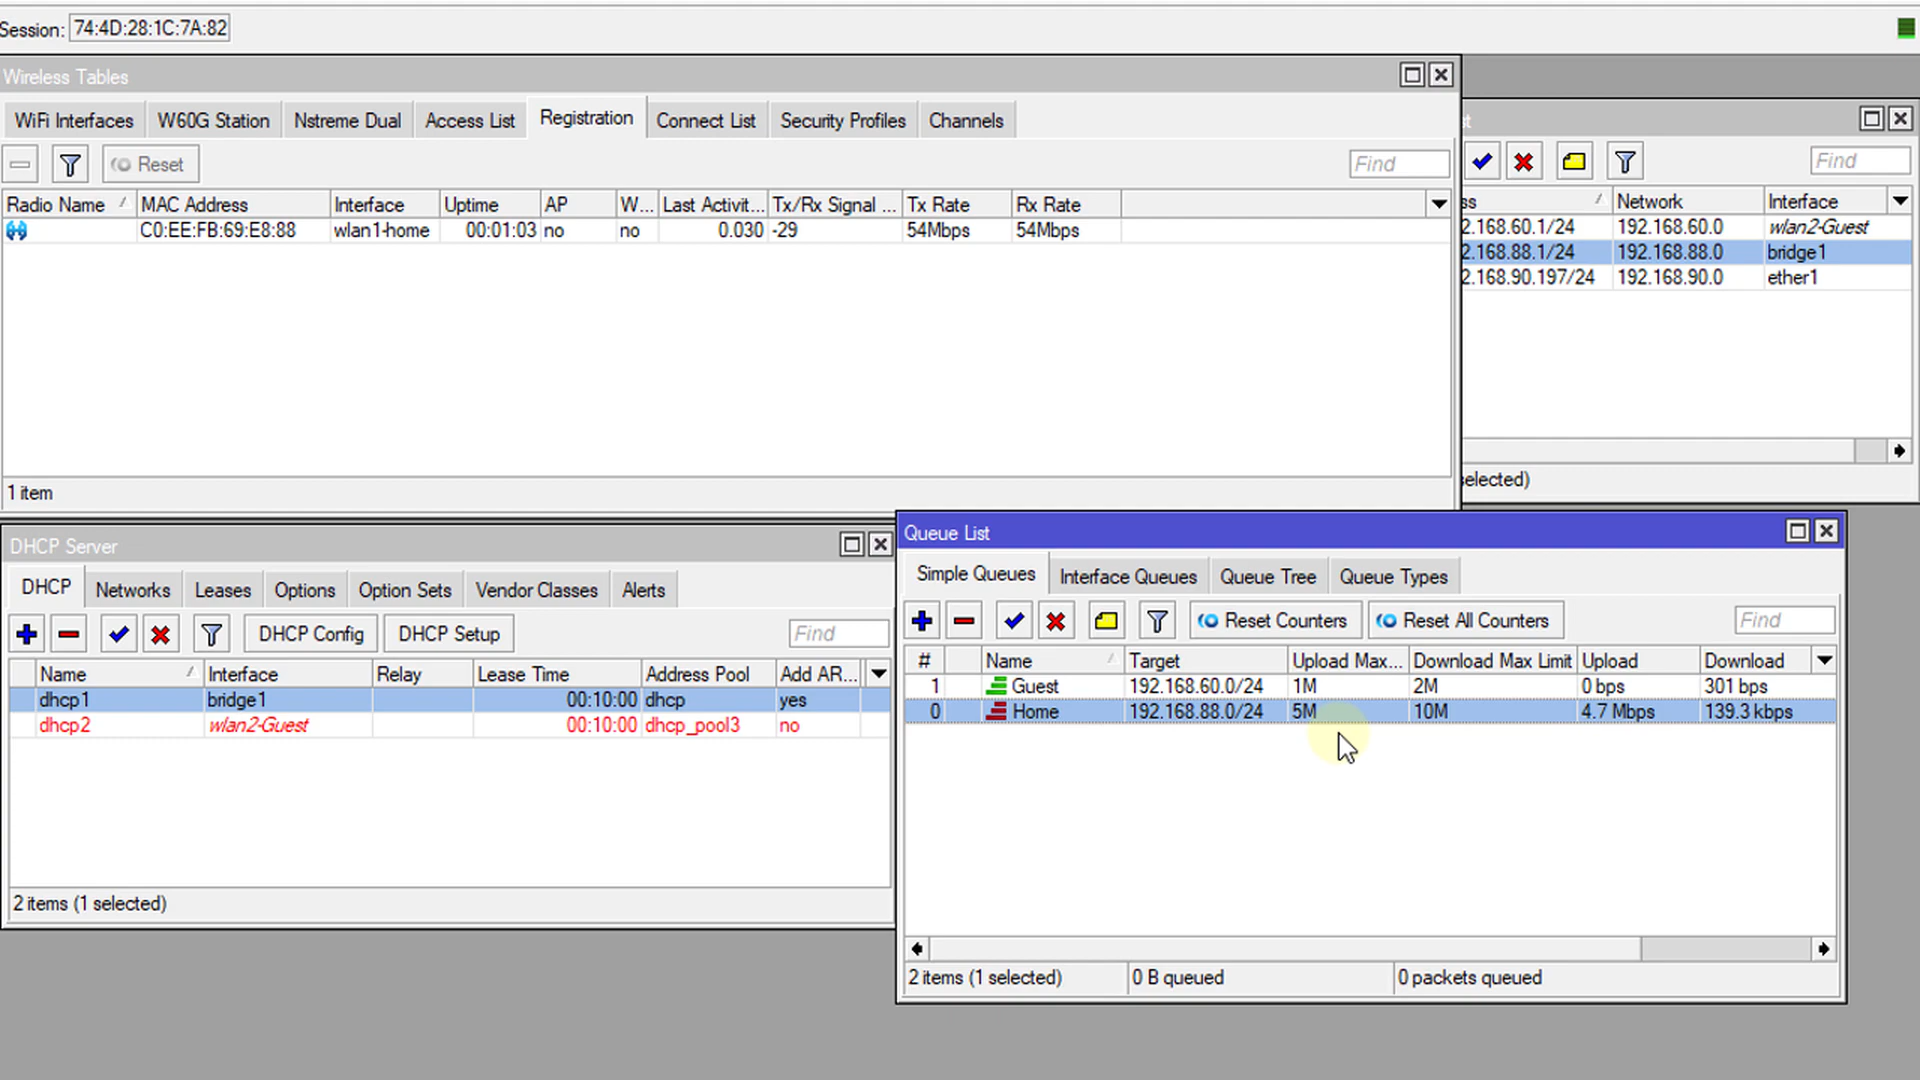 Session: 74:4D:28:1C:7A:82
Wireless Tables
WiFi Interfaces W60G Station Nstreme Dual Access List Registration Connect List Security Profiles Channels
Reset Find
Radio Name MAC Address Interface Uptime AP W... Last Activit... Tx/Rx Signal ... Tx Rate Rx Rate
C0:EE:FB:69:E8:88 wlan1-home 00:01:03 no no 0.030 -29 54Mbps 54Mbps
1 item
Find
ss Network Interface
2.168.60.1/24 192.168.60.0 wlan2-Guest
2.168.88.1/24 192.168.88.0 bridge1
2.168.90.197/24 192.168.90.0 ether1
selected)
DHCP Server
DHCP Networks Leases Options Option Sets Vendor Classes Alerts
DHCP Config DHCP Setup Find
Name Interface Relay Lease Time Address Pool Add AR...
dhcp1 bridge1 00:10:00 dhcp yes
dhcp2 wlan2-Guest 00:10:00 dhcp_pool3 no
2 items (1 selected)
Queue List
Simple Queues Interface Queues Queue Tree Queue Types
Reset Counters Reset All Counters Find
# Name Target Upload Max... Download Max Limit Upload Download
1 Guest 192.168.60.0/24 1M 2M 0 bps 301 bps
0 Home 192.168.88.0/24 5M 10M 4.7 Mbps 139.3 kbps
2 items (1 selected) 0 B queued 0 packets queued